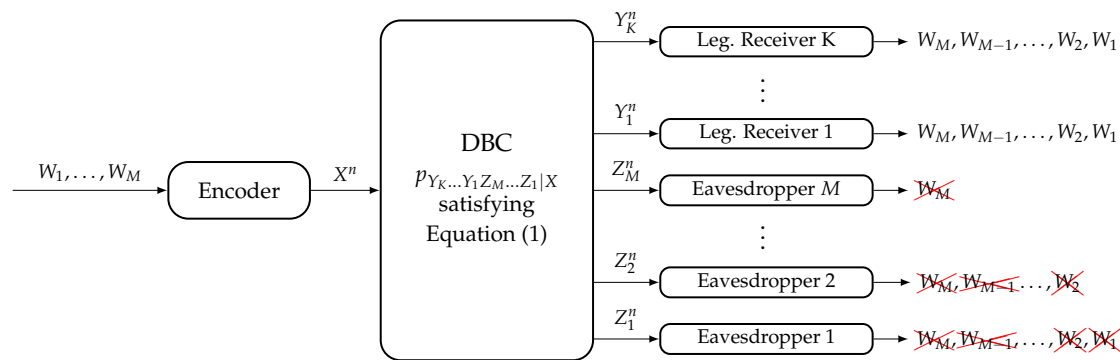 W_1, ..., W_M
Encoder
X^n
DBC
p_{Y_K...Y_1 Z_M...Z_1|X}
satisfying
Equation (1)
Y_K^n
Leg. Receiver K
W_M, W_{M-1}, ..., W_2, W_1
⋮
Y_1^n
Leg. Receiver 1
W_M, W_{M-1}, ..., W_2, W_1
Z_M^n
Eavesdropper M
W_M
⋮
Z_2^n
Eavesdropper 2
W_M, W_{M-1} ..., W_2
Z_1^n
Eavesdropper 1
W_M, W_{M-1} ..., W_2, W_1